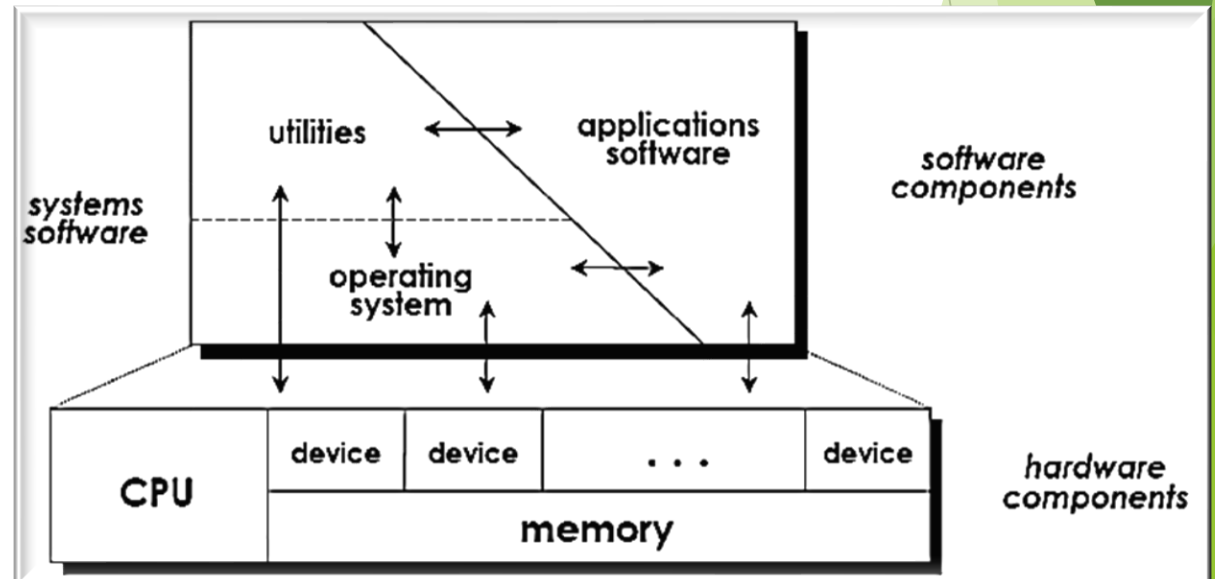 utilities
applications
software
software
components
systems
software
operating
system
device
device
. . .
device
CPU
memory
hardware
components